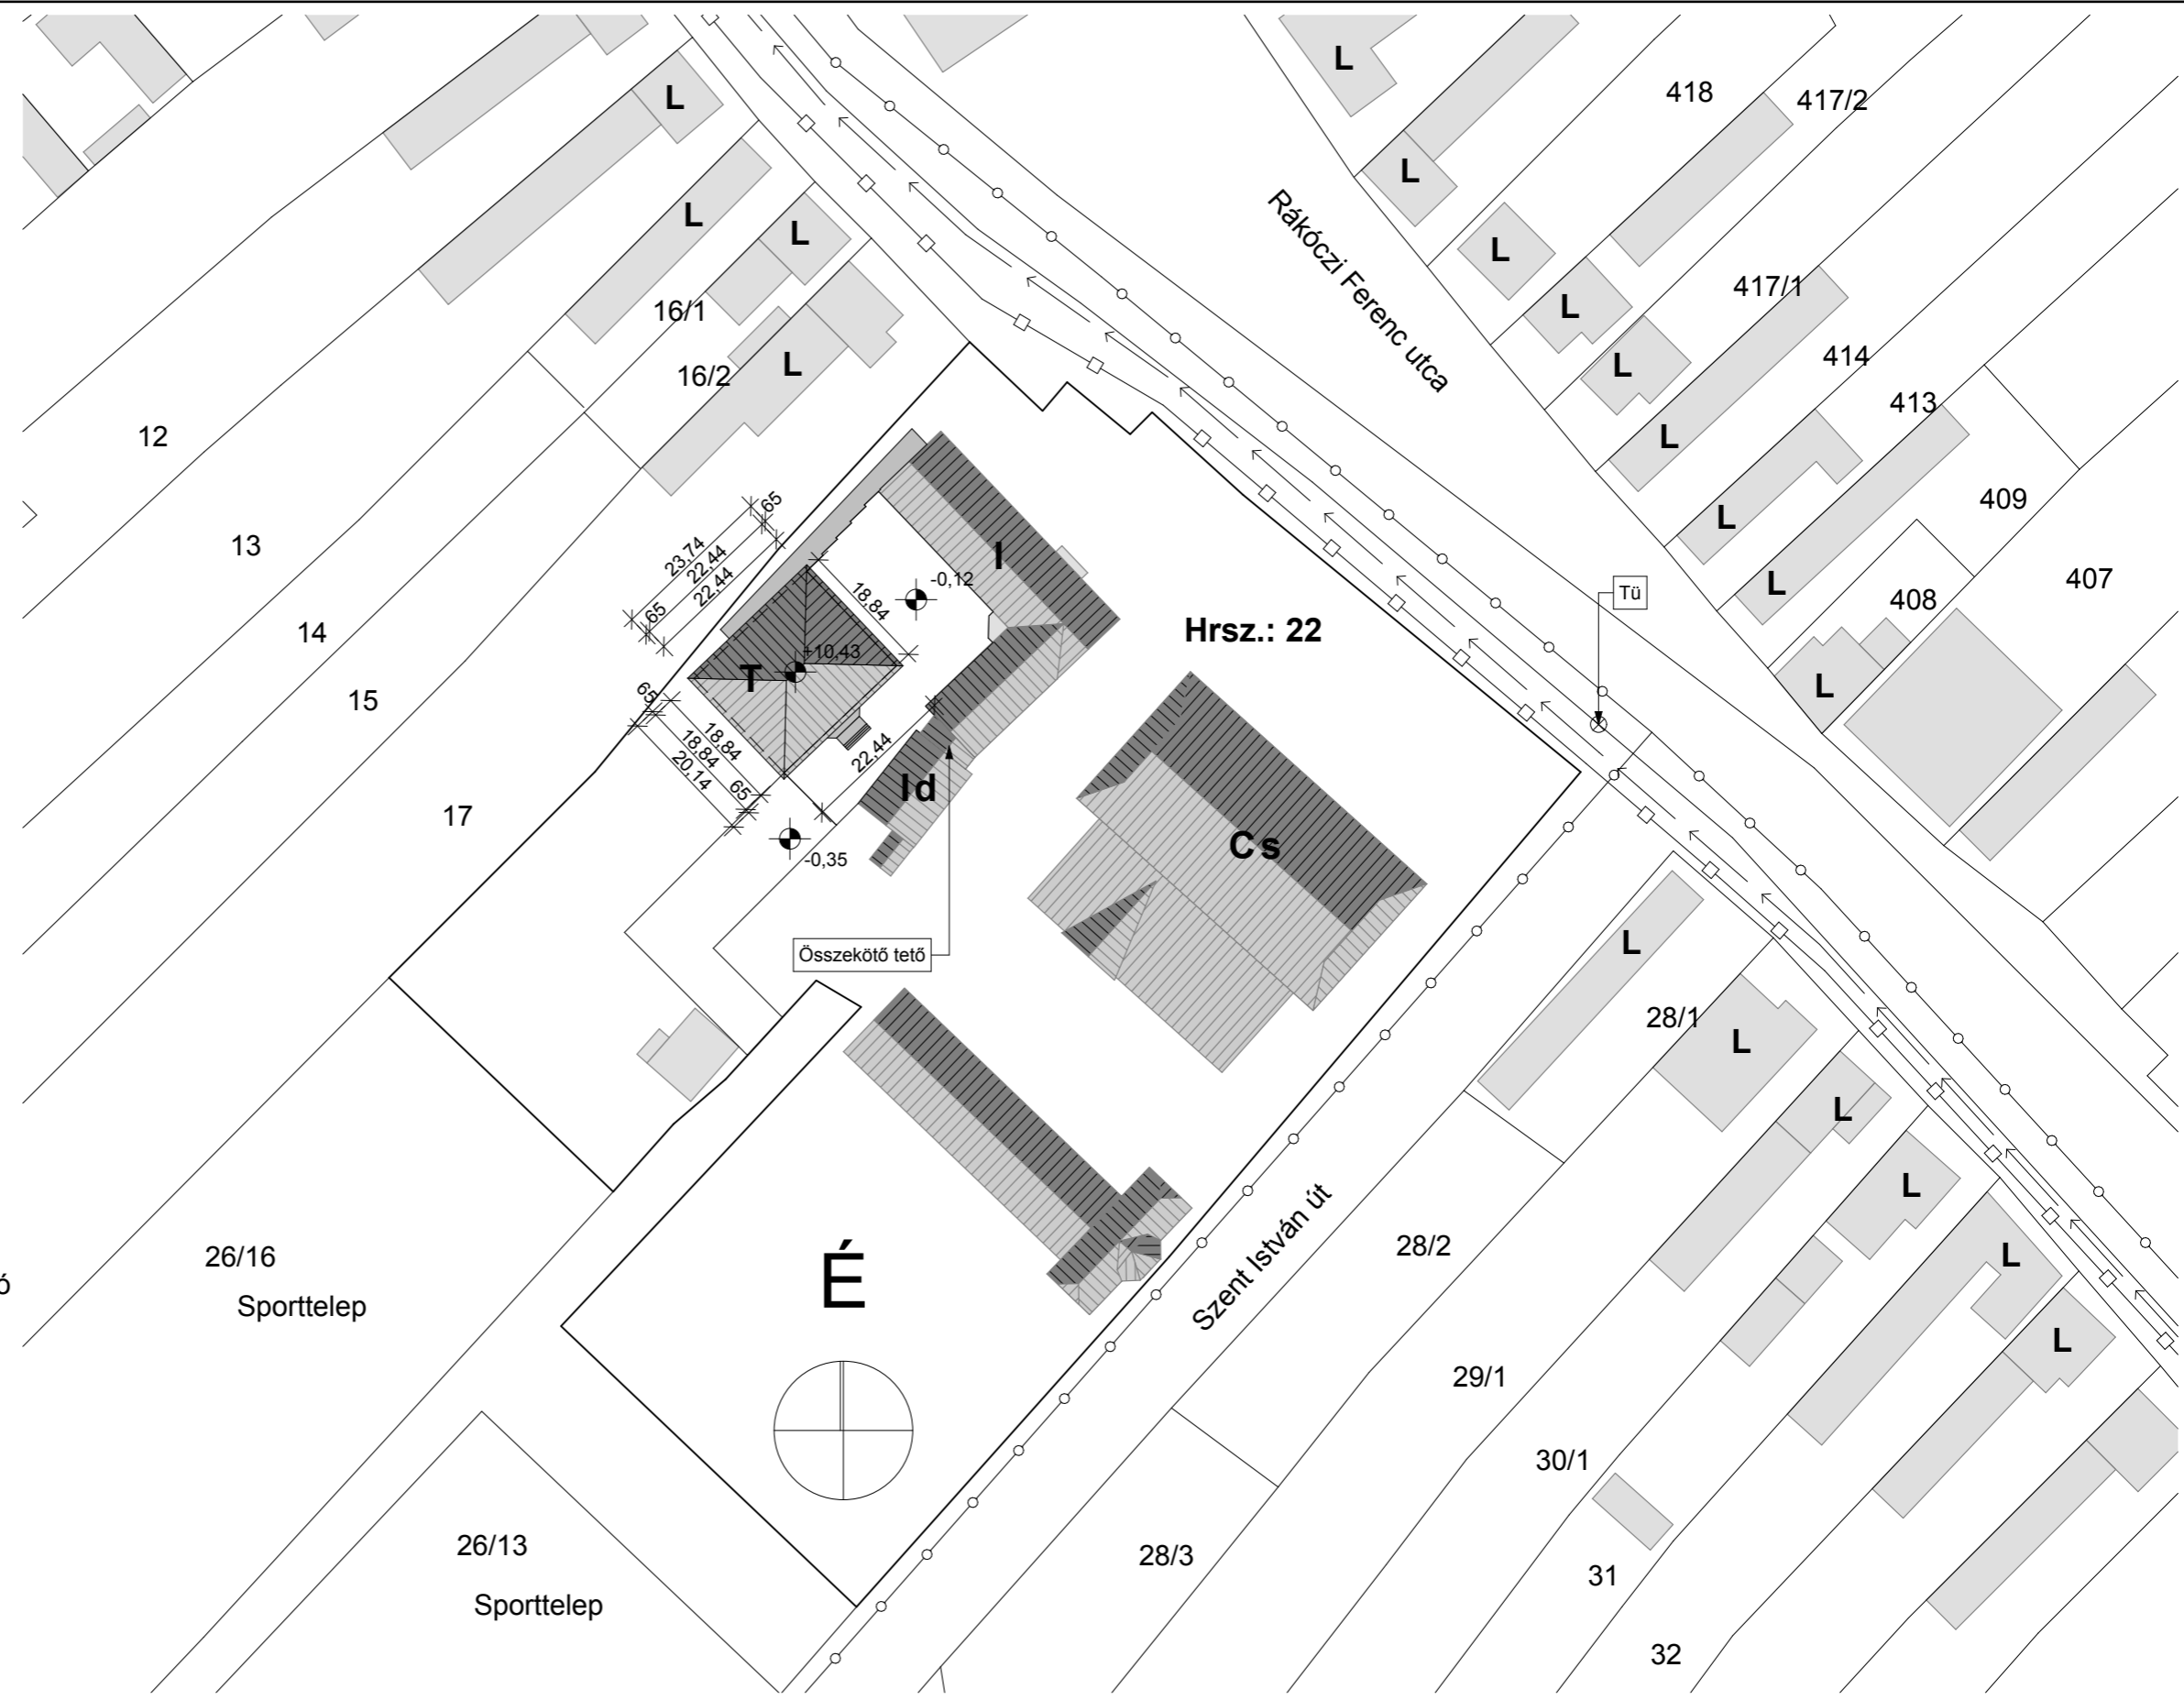 L
418
417/2
L
L
L
L
Rákóczi Ferenc utca
L
417/1
L
16/1
L
414
L
L
16/2
413
12
L
65
409
L
13
23,74
22,44
22,44
I
-0,12
407
L
Tü
18,84
408
65
14
Hrsz.: 22
+10,43
T
L
65
15
18,84
18,84
20,14
22,44
65
Id
17
Cs
-0,35
L
Összekötő tető
28/1
L
L
L
Szent István út
28/2
26/16
L
É
ó
Sporttelep
L
29/1
30/1
26/13
28/3
31
Sporttelep
32